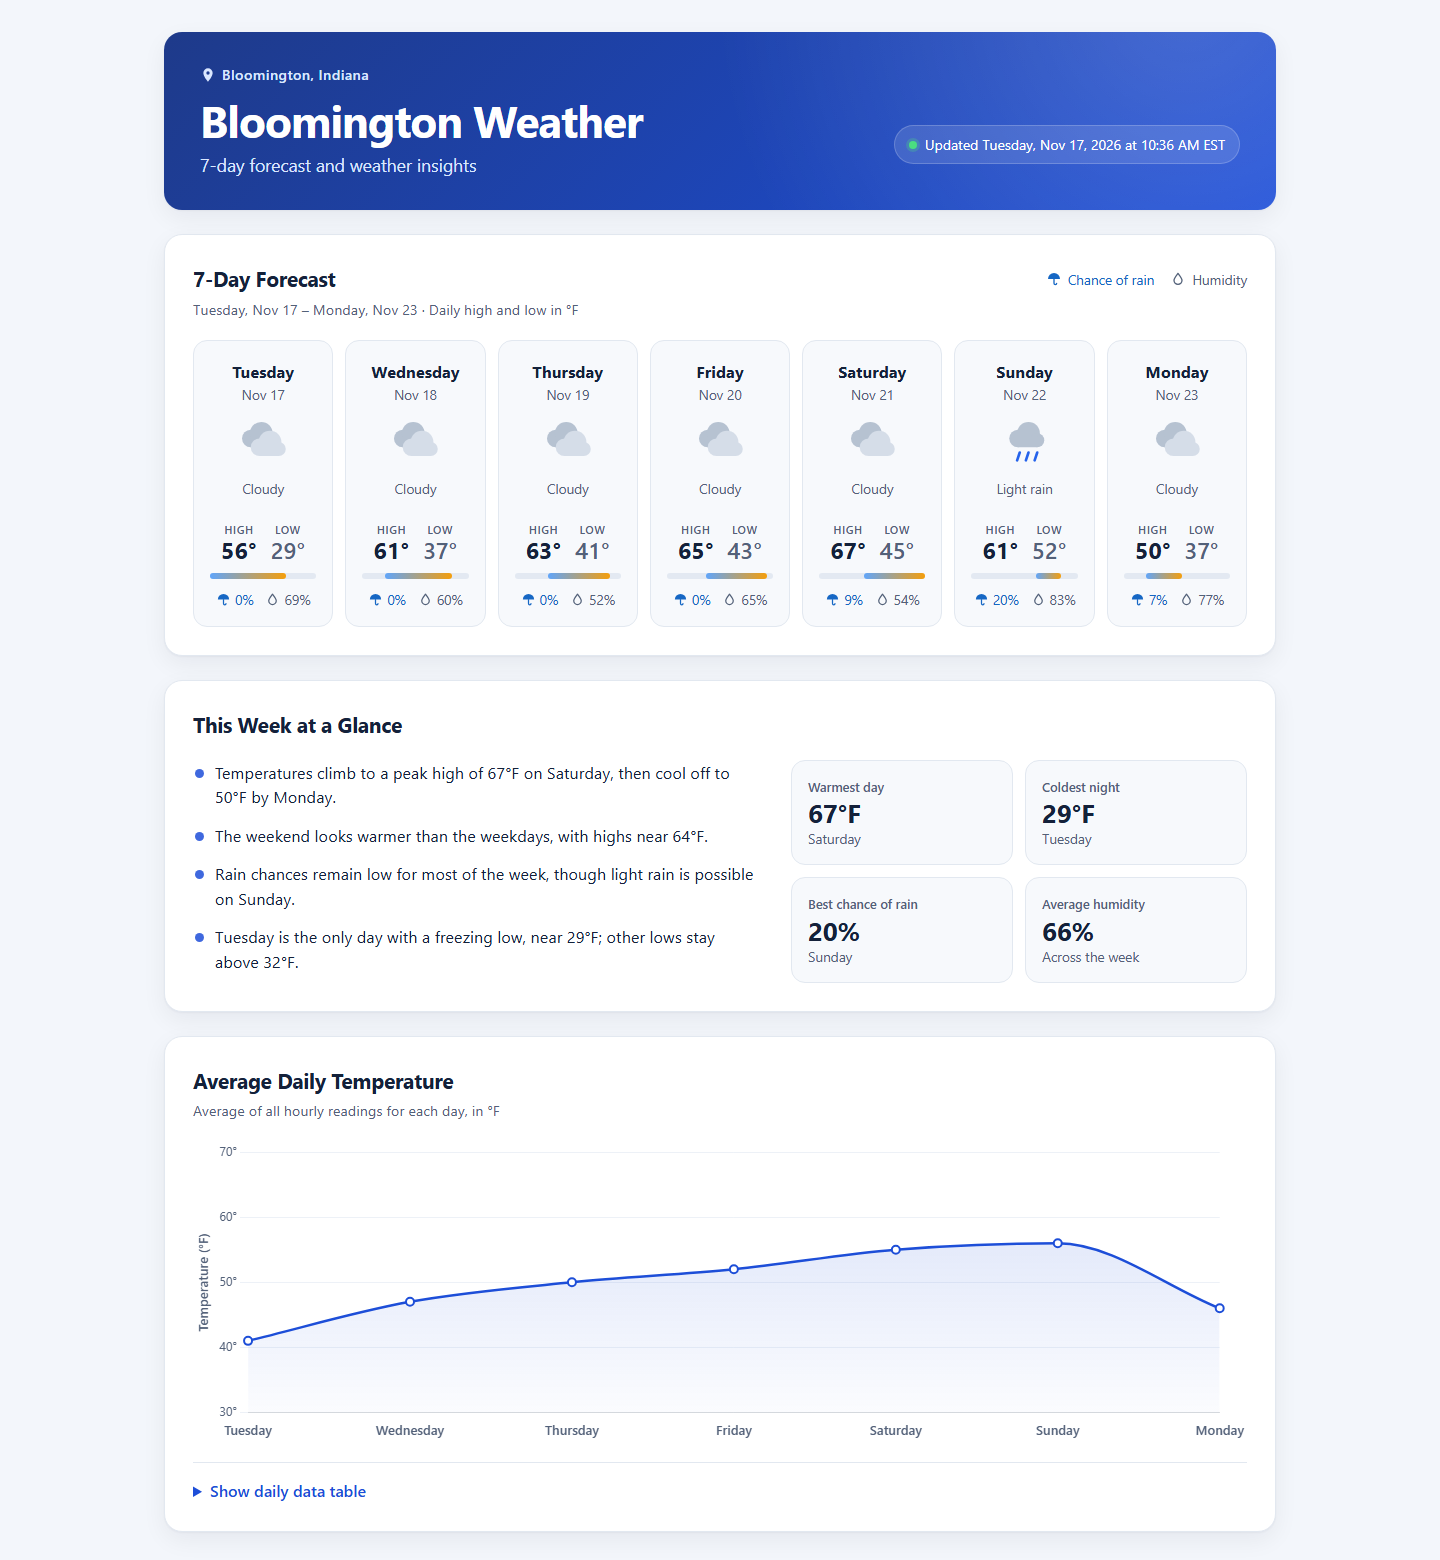 Bloomington, Indiana
Bloomington Weather
7-day forecast and weather insights
Updated Tuesday, Nov 17, 2026 at 10:36 AM EST
7-Day Forecast
Chance of rain
Humidity
Tuesday, Nov 17 – Monday, Nov 23 · Daily high and low in °F
Tuesday
Nov 17
Cloudy
HIGH LOW
56° 29°
0% 69%
Wednesday
Nov 18
Cloudy
HIGH LOW
61° 37°
0% 60%
Thursday
Nov 19
Cloudy
HIGH LOW
63° 41°
0% 52%
Friday
Nov 20
Cloudy
HIGH LOW
65° 43°
0% 65%
Saturday
Nov 21
Cloudy
HIGH LOW
67° 45°
9% 54%
Sunday
Nov 22
Light rain
HIGH LOW
61° 52°
20% 83%
Monday
Nov 23
Cloudy
HIGH LOW
50° 37°
7% 77%
This Week at a Glance
Temperatures climb to a peak high of 67°F on Saturday, then cool off to
50°F by Monday.
The weekend looks warmer than the weekdays, with highs near 64°F.
Rain chances remain low for most of the week, though light rain is possible
on Sunday.
Tuesday is the only day with a freezing low, near 29°F; other lows stay
above 32°F.
Warmest day
67°F
Saturday
Coldest night
29°F
Tuesday
Best chance of rain
20%
Sunday
Average humidity
66%
Across the week
Average Daily Temperature
Average of all hourly readings for each day, in °F
Temperature (°F)
70°
60°
50°
40°
30°
Tuesday Wednesday Thursday Friday Saturday Sunday Monday
Show daily data table